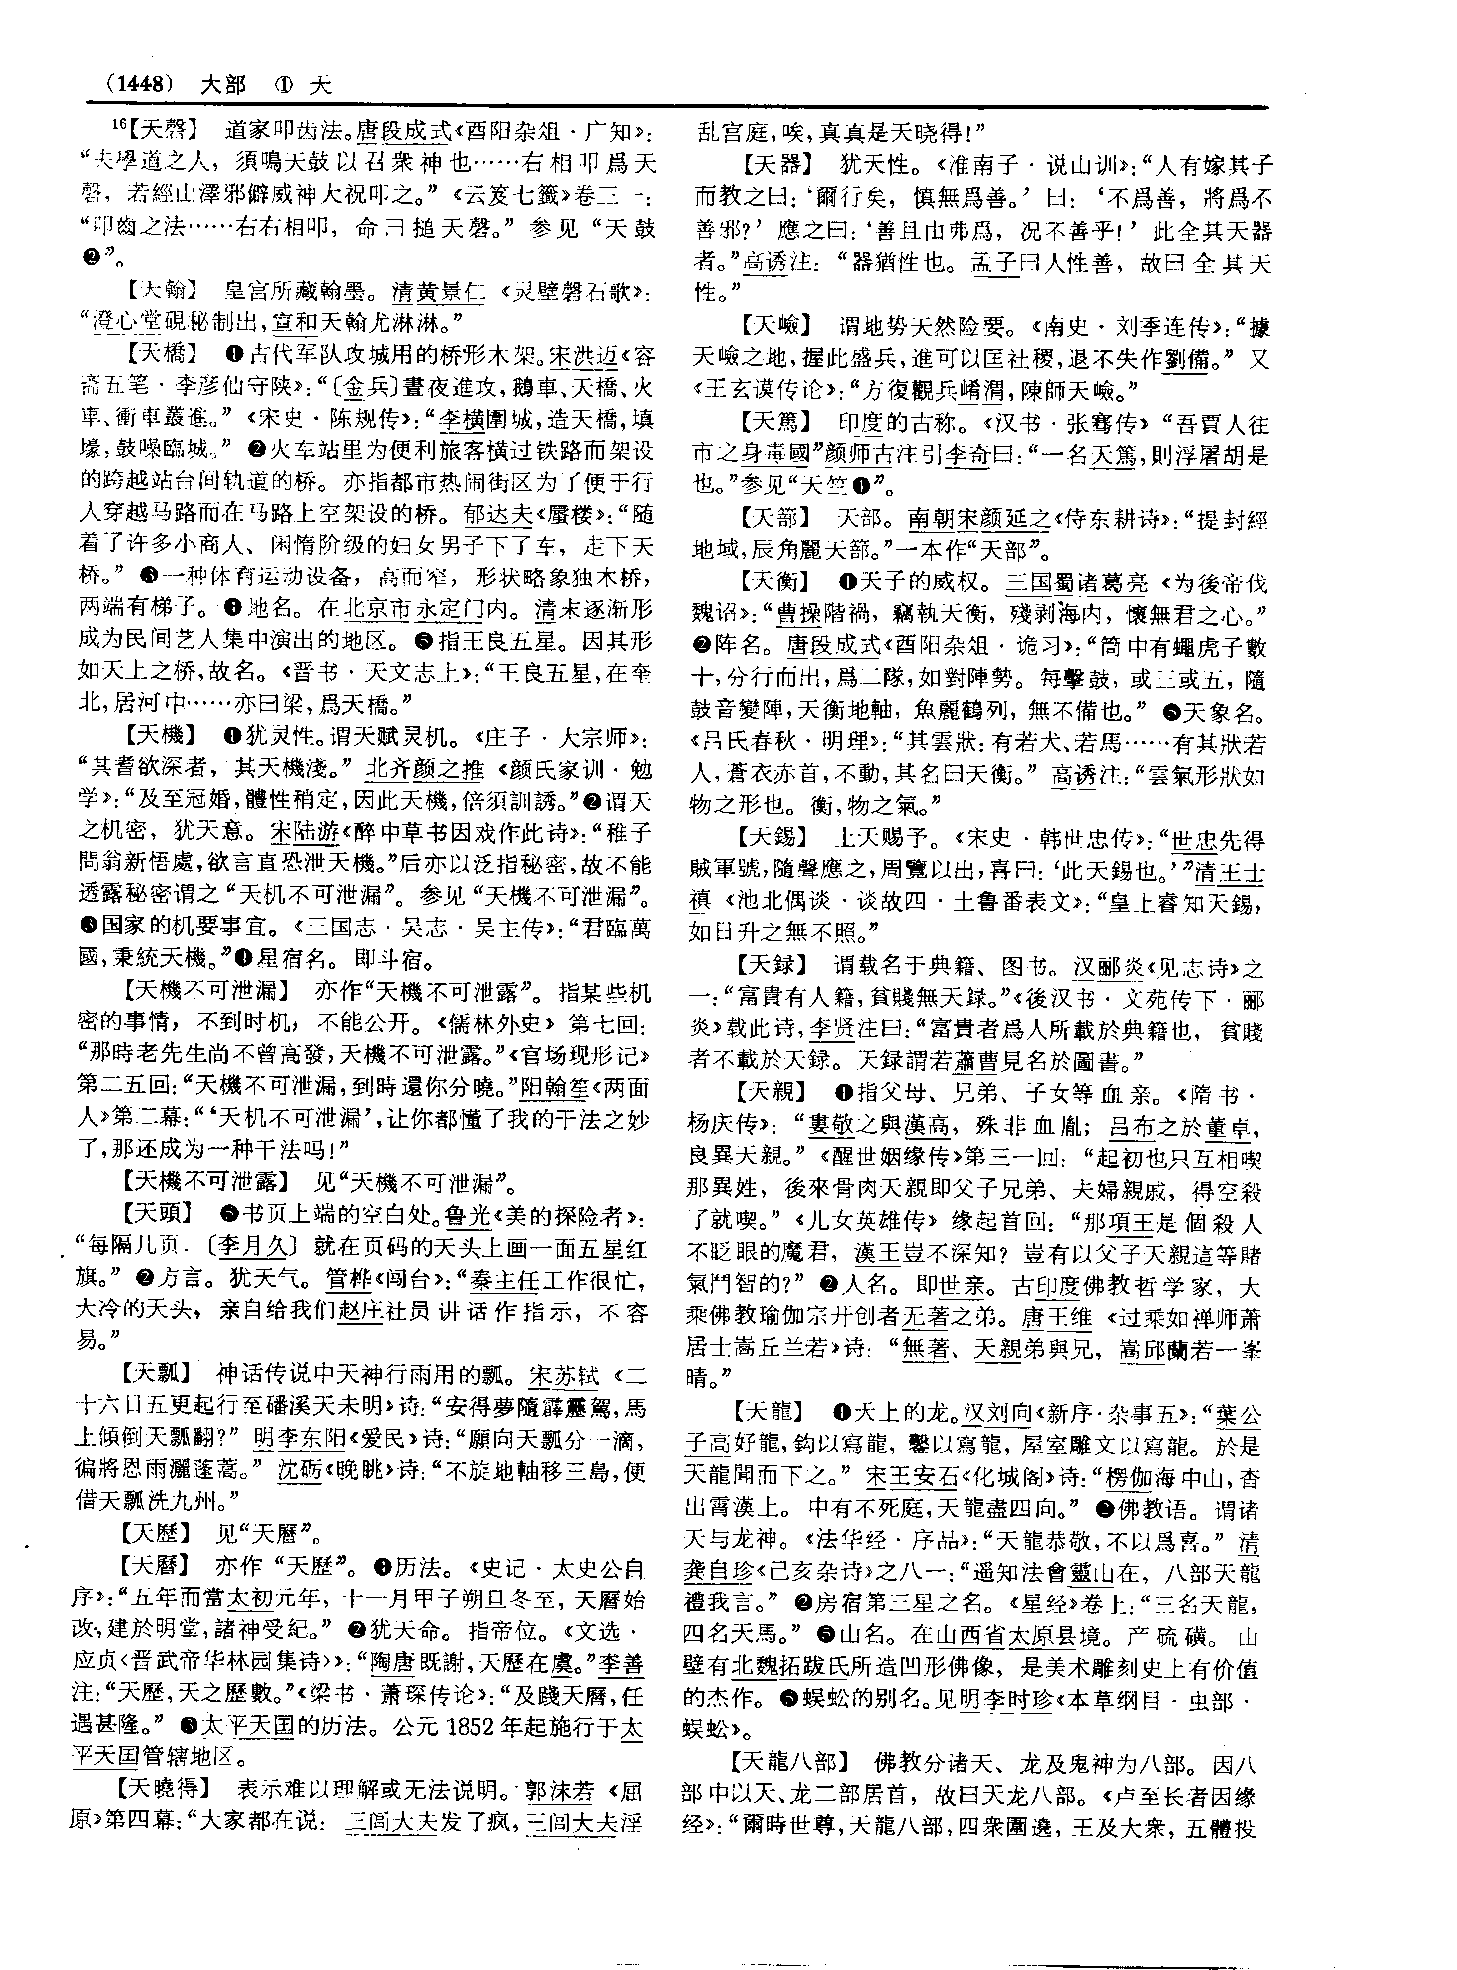 （1448） 大部 ① 天
16【天磬】 道家叩齿法。唐段成式《酉阳杂俎·广知》：
“夫學道之人，須鳴天鼓以召衆神也……右相叩爲天
磬，若經山澤邪僻威神大祝叩之。”《云笈七籤》卷三一：
“叩齒之法……右右相叩，命曰搥天磬。”参见“天鼓
❷”。
【天翰】 皇宫所藏翰墨。清黄景仁《灵壁磬石歌》：
“澄心堂硯秘制出，宣和天翰尤淋淋。”
【天橋】 ❶古代军队攻城用的桥形木架。宋洪迈《容
斋五笔·李彦仙守陕》：“〔金兵〕晝夜進攻，鵝車、天橋、火
車、衝車叢進。”《宋史·陈规传》：“李横圍城，造天橋，填
壕，鼓噪臨城。”❷火车站里为便利旅客横过铁路而架设
的跨越站台间轨道的桥。亦指都市热闹街区为了便于行
人穿越马路而在马路上空架设的桥。郁达夫《蜃楼》：“随
着了许多小商人、闲惰阶级的妇女男子下了车，走下天
桥。”❸一种体育运动设备，高而窄，形状略象独木桥，
两端有梯子。❹地名。在北京市永定门内。清末逐渐形
成为民间艺人集中演出的地区。❺指王良五星。因其形
如天上之桥，故名。《晋书·天文志上》：“王良五星，在奎
北，居河中……亦曰梁，爲天橋。”
【天機】 ❶犹灵性。谓天赋灵机。《庄子·大宗师》：
“其耆欲深者，其天機淺。”北齐颜之推《颜氏家训·勉
学》：“及至冠婚，體性稍定，因此天機，倍須訓誘。”❷谓天
之机密，犹天意。宋陆游《醉中草书因戏作此诗》：“稚子
問翁新悟處，欲言直恐泄天機。”后亦以泛指秘密，故不能
透露秘密谓之“天机不可泄漏”。参见“天機不可泄漏”。
❸国家的机要事宜。《三国志·吴志·吴主传》：“君臨萬
國，秉統天機。”❹星宿名。即斗宿。
【天機不可泄漏】 亦作“天機不可泄露”。指某些机
密的事情，不到时机，不能公开。《儒林外史》第七回：
“那時老先生尚不曾高發，天機不可泄露。”《官场现形记》
第二五回：“天機不可泄漏，到時還你分曉。”阳翰笙《两面
人》第二幕：“‘天机不可泄漏’，让你都懂了我的干法之妙
了，那还成为一种干法吗！”
【天機不可泄露】 见“天機不可泄漏”。
【天頭】 ❶书页上端的空白处。鲁光《美的探险者》：
“每隔几页．〔李月久〕就在页码的天头上画一面五星红
旗。”❷方言。犹天气。管桦《闯台》：“秦主任工作很忙，
大冷的天头，亲自给我们赵庄社员讲话作指示，不容
易。”
【天瓢】 神话传说中天神行雨用的瓢。宋苏轼《二
十六日五更起行至磻溪天未明》诗：“安得夢隨霹靂駕，馬
上傾倒天瓢翻？”明李东阳《爱民》诗：“願向天瓢分一滴，
徧將恩雨灑蓬蒿。”沈砺《晚眺》诗：“不旋地軸移三島，便
借天瓢洗九州。”
【天歷】 见“天曆”。
【天曆】 亦作“天歷”。❶历法。《史记·太史公自
序》：“五年而當太初元年，十一月甲子朔旦冬至，天曆始
改，建於明堂，諸神受紀。”❷犹天命。指帝位。《文选·
应贞〈晋武帝华林园集诗〉》：“陶唐既謝，天歷在虞。”李善
注：“天歷，天之歷數。”《梁书·萧琛传论》：“及踐天曆，任
遇甚隆。”❸太平天国的历法。公元1852年起施行于太
平天国管辖地区。
【天曉得】 表示难以理解或无法说明。郭沫若《屈
原》第四幕：“大家都在说：三闾大夫发了疯，三闾大夫淫
乱宫庭，唉，真真是天晓得！”
【天器】 犹天性。《淮南子·说山训》：“人有嫁其子
而教之曰：‘爾行矣，慎無爲善。’曰：‘不爲善，將爲不
善邪？’應之曰：‘善且由弗爲，况不善乎！’此全其天器
者。”高诱注：“器猶性也。孟子曰人性善，故曰全其天
性。”
【天嶮】 谓地势天然险要。《南史·刘季连传》：“據
天嶮之地，握此盛兵，進可以匡社稷，退不失作劉備。”又
《王玄谟传论》：“方復觀兵崤渭，陳師天嶮。”
【天篤】 印度的古称。《汉书·张骞传》“吾賈人往
市之身毒國”颜师古注引李奇曰：“一名天篤，則浮屠胡是
也。”参见“天竺❶”。
【天篰】 天部。南朝宋颜延之《侍东耕诗》：“提封經
地域，辰角麗天篰。”一本作“天部”。
【天衡】 ❶天子的威权。三国蜀诸葛亮《为後帝伐
魏诏》：“曹操階禍，竊執天衡，殘剥海内，懷無君之心。”
❷阵名。唐段成式《酉阳杂俎·诡习》：“筒中有蠅虎子數
十，分行而出，爲二隊，如對陣勢。每擊鼓，或三或五，隨
鼓音變陣，天衡地軸，魚麗鶴列，無不備也。”❸天象名。
《吕氏春秋·明理》：“其雲狀：有若犬、若馬……有其狀若
人，蒼衣赤首，不動，其名曰天衡。”高诱注：“雲氣形狀如
物之形也。衡，物之氣。”
【天錫】 上天赐予。《宋史·韩世忠传》：“世忠先得
賊軍號，隨聲應之，周覽以出，喜曰：‘此天錫也。’”清王士
禛《池北偶谈·谈故四·土鲁番表文》：“皇上睿知天錫，
如日升之無不照。”
【天録】 谓载名于典籍、图书。汉郦炎《见志诗》之
一：“富貴有人籍，貧賤無天録。”《後汉书·文苑传下·郦
炎》载此诗，李贤注曰：“富貴者爲人所載於典籍也，貧賤
者不載於天録。天録謂若蕭曹見名於圖書。”
【天親】 ❶指父母、兄弟、子女等血亲。《隋书·
杨庆传》：“婁敬之與漢高，殊非血胤；吕布之於董卓，
良異天親。”《醒世姻缘传》第三一回：“起初也只互相喫
那異姓，後來骨肉天親即父子兄弟、夫婦親戚，得空殺
了就喫。”《儿女英雄传》缘起首回：“那項王是個殺人
不眨眼的魔君，漢王豈不深知？豈有以父子天親這等賭
氣鬥智的？”❷人名。即世亲。古印度佛教哲学家，大
乘佛教瑜伽宗开创者无著之弟。唐王维《过乘如禅师萧
居士嵩丘兰若》诗：“無著、天親弟與兄，嵩邱蘭若一峯
晴。”
【天龍】 ❶天上的龙。汉刘向《新序·杂事五》：“葉公
子高好龍，鈎以寫龍，鑿以寫龍，屋室雕文以寫龍。於是
天龍聞而下之。”宋王安石《化城阁》诗：“楞伽海中山，杳
出霄漢上。中有不死庭，天龍盡四向。”❷佛教语。谓诸
天与龙神。《法华经·序品》：“天龍恭敬，不以爲喜。”清
龚自珍《己亥杂诗》之八一：“遥知法會靈山在，八部天龍
禮我言。”❸房宿第三星之名。《星经》卷上：“三名天龍，
四名天馬。”❹山名。在山西省太原县境。产硫磺。山
壁有北魏拓跋氏所造凹形佛像，是美术雕刻史上有价值
的杰作。❺蜈蚣的别名。见明李时珍《本草纲目·虫部·
蜈蚣》。
【天龍八部】 佛教分诸天、龙及鬼神为八部。因八
部中以天、龙二部居首，故曰天龙八部。《卢至长者因缘
经》：“爾時世尊，天龍八部，四衆圍遶，王及大衆，五體投